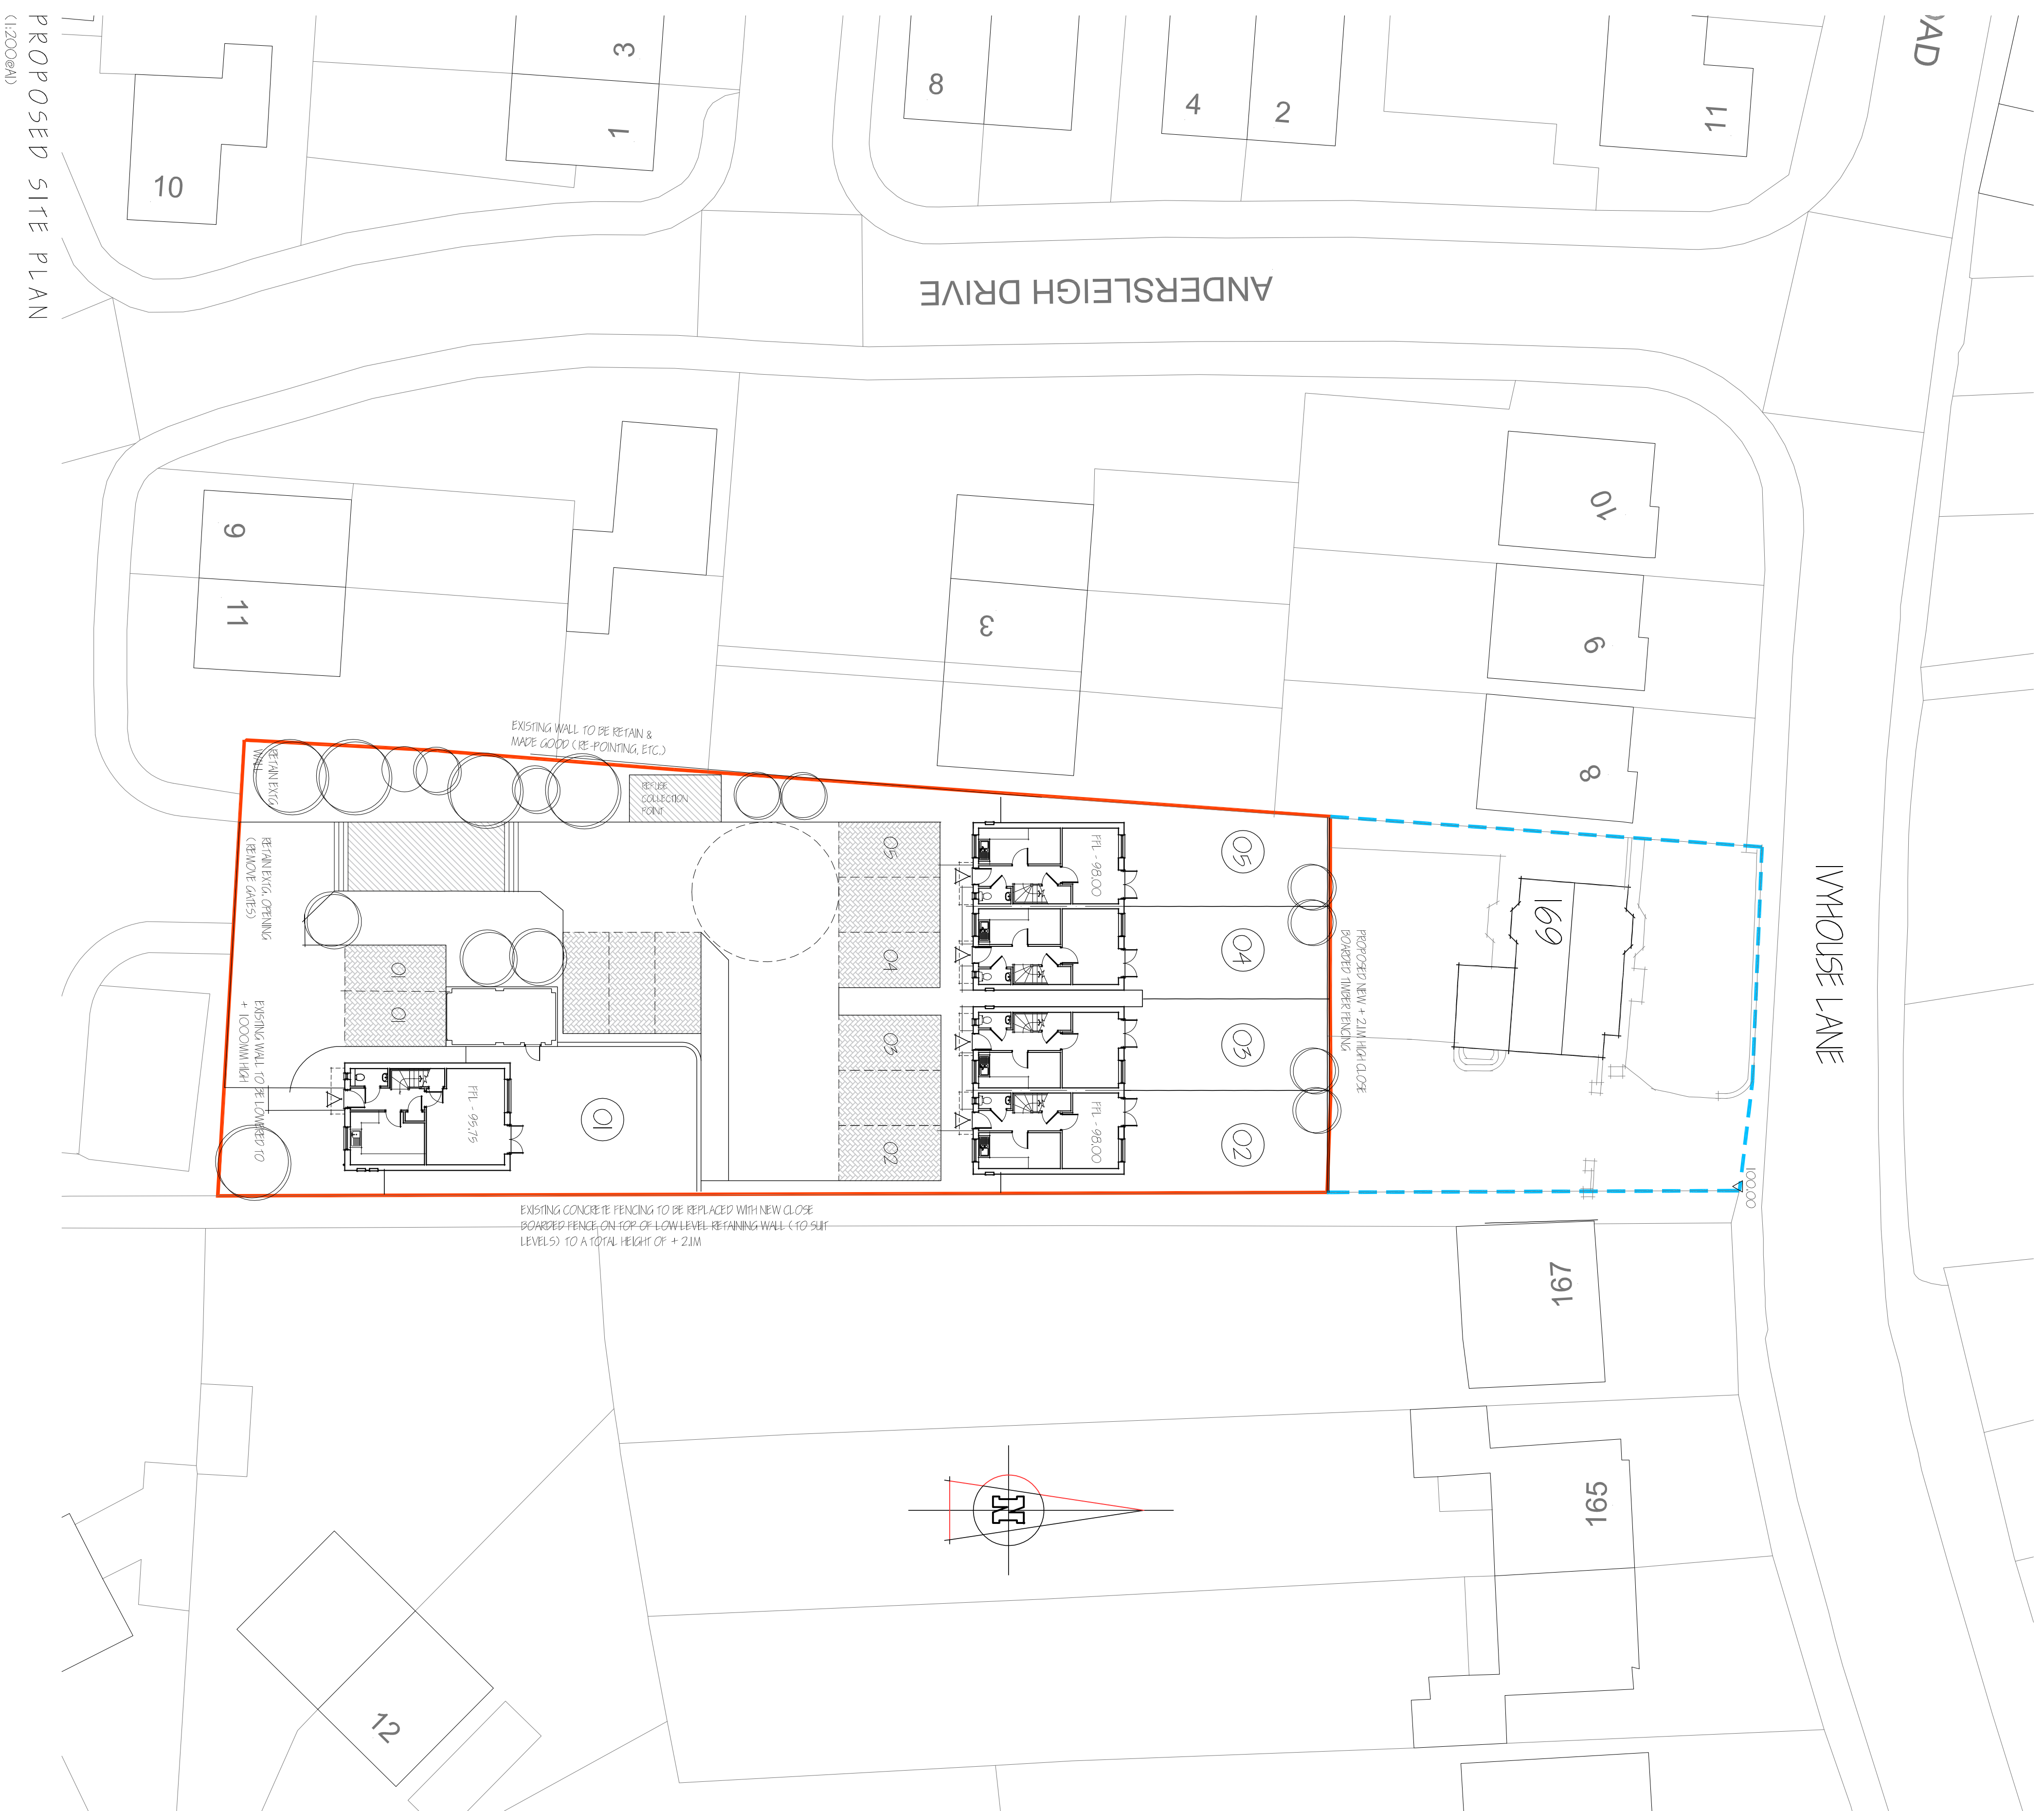 PROPOSED SITE PLAN
(1:200@A1)
10
3
1
8
4
2
11
OAD
ANDERSLEIGH DRIVE
9
11
3
10
9
8
IVYHOUSE LANE
EXISTING WALL TO BE RETAIN &
MADE GOOD (RE-POINTING, ETC.)
RETAIN EXTG.
WALL
REFUSE
COLLECTION
POINT
RETAIN EXTG. OPENING
(REMOVE GATES)
EXISTING WALL TO BE LOWERED TO
+ 1000MM HIGH
01
01
FFL - 95.75
01
05
04
03
02
FFL - 98.00
FFL - 98.00
05
04
03
02
PROPOSED NEW + 2.1M HIGH CLOSE
BOARDED TIMBER FENCING
169
100.00
EXISTING CONCRETE FENCING TO BE REPLACED WITH NEW CLOSE
BOARDED FENCE ON TOP OF LOW LEVEL RETAINING WALL (TO SUIT
LEVELS) TO A TOTAL HEIGHT OF + 2.1M
167
165
N
12